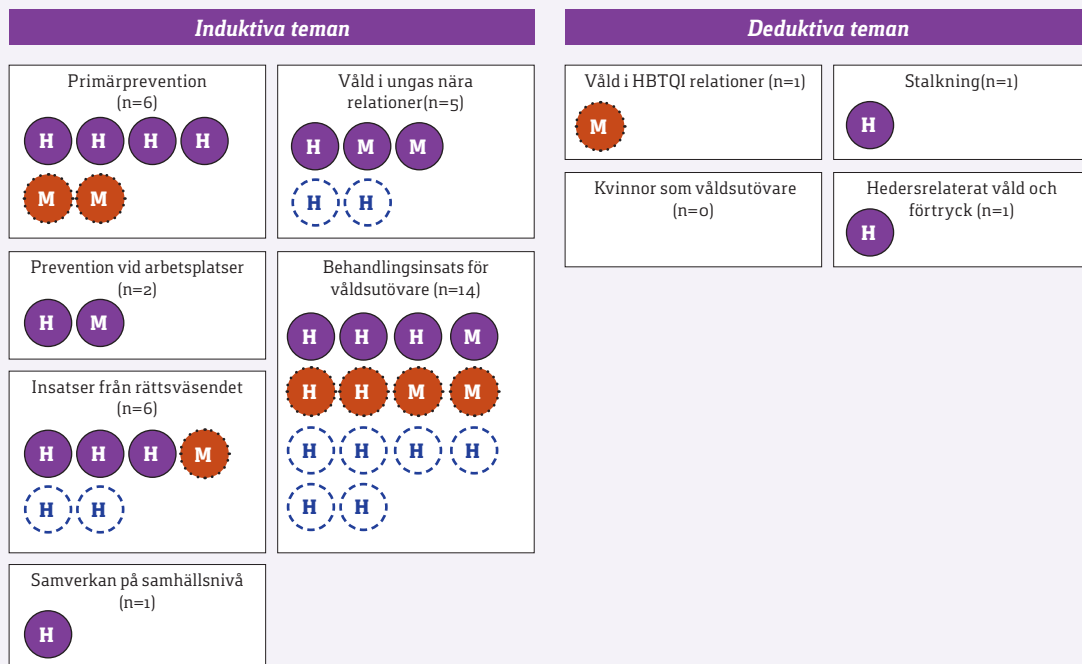 Induktiva teman
Primärprevention
(n=6)
H H H H
M M
Våld i ungas nära
relationer(n=5)
H M M
H H
Prevention vid arbetsplatser
(n=2)
H M
Behandlingsinsats för
våldsutövare (n=14)
H H H M
H H M M
H H H H
H H
Insatser från rättsväsendet
(n=6)
H H H M
H H
Samverkan på samhällsnivå
(n=1)
H
Deduktiva teman
Våld i HBTQI relationer (n=1)
M
Stalkning(n=1)
H
Kvinnor som våldsutövare
(n=0)
Hedersrelaterat våld och
förtryck (n=1)
H